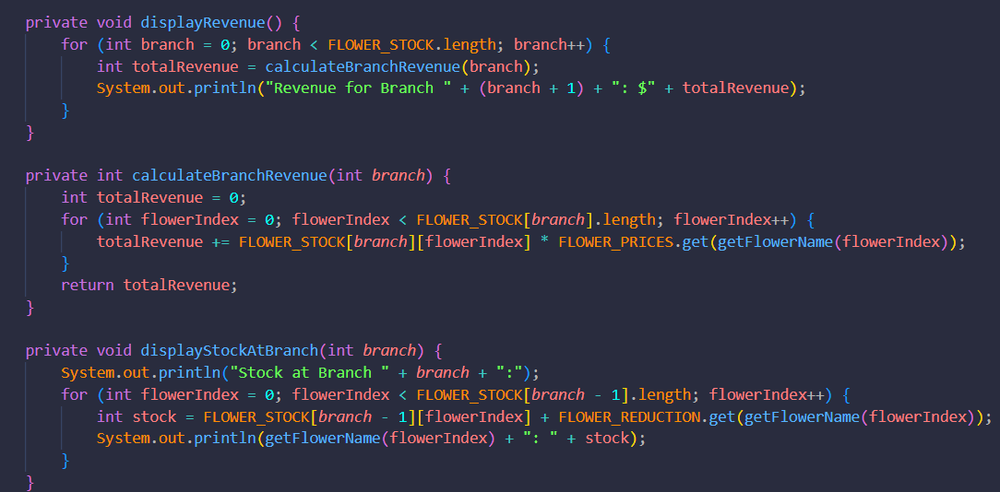 private void displayRevenue() {
    for (int branch = 0; branch < FLOWER_STOCK.length; branch++) {
        int totalRevenue = calculateBranchRevenue(branch);
        System.out.println("Revenue for Branch " + (branch + 1) + ": $" + totalRevenue);
    }
}

private int calculateBranchRevenue(int branch) {
    int totalRevenue = 0;
    for (int flowerIndex = 0; flowerIndex < FLOWER_STOCK[branch].length; flowerIndex++) {
        totalRevenue += FLOWER_STOCK[branch][flowerIndex] * FLOWER_PRICES.get(getFlowerName(flowerIndex));
    }
    return totalRevenue;
}

private void displayStockAtBranch(int branch) {
    System.out.println("Stock at Branch " + branch + ":");
    for (int flowerIndex = 0; flowerIndex < FLOWER_STOCK[branch - 1].length; flowerIndex++) {
        int stock = FLOWER_STOCK[branch - 1][flowerIndex] + FLOWER_REDUCTION.get(getFlowerName(flowerIndex));
        System.out.println(getFlowerName(flowerIndex) + ": " + stock);
    }
}